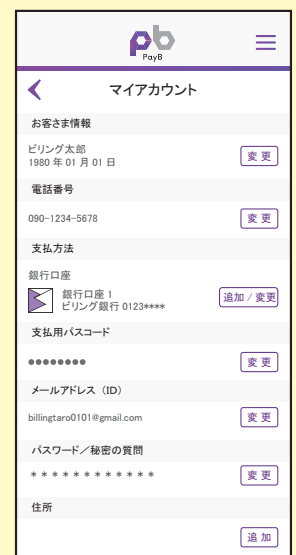 pb
PayB
マイアカウント
お客さま情報
ビリング太郎
1980 年 01 月 01 日
変 更
電話番号
090-1234-5678
変 更
支払方法
銀行口座
銀行口座 1
ビリング銀行 0123****
追加 / 変更
支払用パスコード
●●●●●●●●
変 更
メールアドレス（ID）
billingtaro0101@gmail.com
変 更
パスワード／秘密の質問
* * * * * * * * * * * *
変 更
住所
追 加